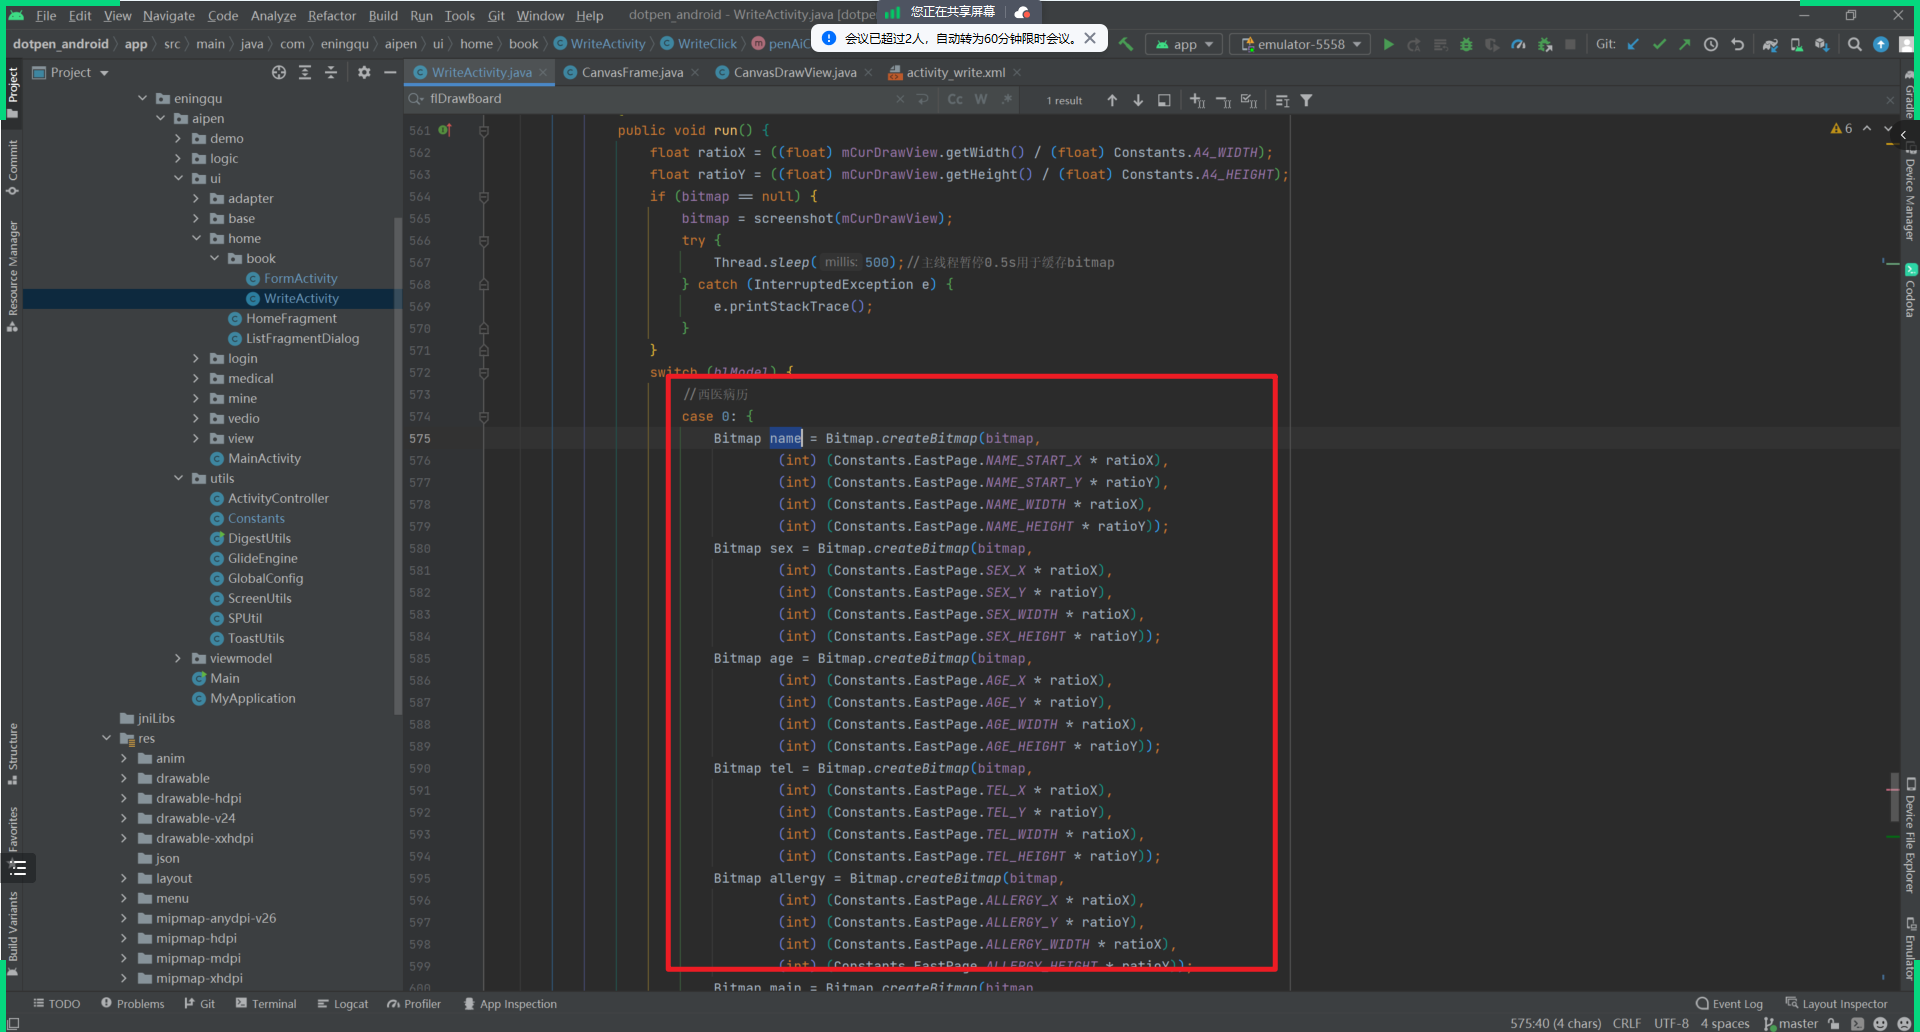 File Edit View Navigate Code Analyze Refactor Build Run Tools Git Window Help
dotpen_android - WriteActivity.java [dotpe
您正在共享屏幕
会议已超过2人，自动转为60分钟限时会议。
dotpen_android app src main java com eningqu aipen ui home book WriteActivity WriteClick penAiC
app emulator-5558 Git:
Project
WriteActivity.java CanvasFrame.java CanvasDrawView.java activity_write.xml
flDrawBoard Cc W .* 1 result
6
eningqu
aipen
demo
logic
ui
adapter
base
home
book
FormActivity
WriteActivity
HomeFragment
ListFragmentDialog
login
medical
mine
vedio
view
MainActivity
utils
ActivityController
Constants
DigestUtils
GlideEngine
GlobalConfig
ScreenUtils
SPUtil
ToastUtils
viewmodel
Main
MyApplication
jniLibs
res
anim
drawable
drawable-hdpi
drawable-v24
drawable-xxhdpi
json
layout
menu
mipmap-anydpi-v26
mipmap-hdpi
mipmap-mdpi
mipmap-xhdpi
561 public void run() {
562 float ratioX = ((float) mCurDrawView.getWidth() / (float) Constants.A4_WIDTH);
563 float ratioY = ((float) mCurDrawView.getHeight() / (float) Constants.A4_HEIGHT);
564 if (bitmap == null) {
565 bitmap = screenshot(mCurDrawView);
566 try {
567 Thread.sleep( millis: 500);//主线程暂停0.5s用于缓存bitmap
568 } catch (InterruptedException e) {
569 e.printStackTrace();
570 }
571 }
572 switch (blModel) {
573 //西医病历
574 case 0: {
575 Bitmap name = Bitmap.createBitmap(bitmap,
576 (int) (Constants.EastPage.NAME_START_X * ratioX),
577 (int) (Constants.EastPage.NAME_START_Y * ratioY),
578 (int) (Constants.EastPage.NAME_WIDTH * ratioX),
579 (int) (Constants.EastPage.NAME_HEIGHT * ratioY));
580 Bitmap sex = Bitmap.createBitmap(bitmap,
581 (int) (Constants.EastPage.SEX_X * ratioX),
582 (int) (Constants.EastPage.SEX_Y * ratioY),
583 (int) (Constants.EastPage.SEX_WIDTH * ratioX),
584 (int) (Constants.EastPage.SEX_HEIGHT * ratioY));
585 Bitmap age = Bitmap.createBitmap(bitmap,
586 (int) (Constants.EastPage.AGE_X * ratioX),
587 (int) (Constants.EastPage.AGE_Y * ratioY),
588 (int) (Constants.EastPage.AGE_WIDTH * ratioX),
589 (int) (Constants.EastPage.AGE_HEIGHT * ratioY));
590 Bitmap tel = Bitmap.createBitmap(bitmap,
591 (int) (Constants.EastPage.TEL_X * ratioX),
592 (int) (Constants.EastPage.TEL_Y * ratioY),
593 (int) (Constants.EastPage.TEL_WIDTH * ratioX),
594 (int) (Constants.EastPage.TEL_HEIGHT * ratioY));
595 Bitmap allergy = Bitmap.createBitmap(bitmap,
596 (int) (Constants.EastPage.ALLERGY_X * ratioX),
597 (int) (Constants.EastPage.ALLERGY_Y * ratioY),
598 (int) (Constants.EastPage.ALLERGY_WIDTH * ratioX),
599 (int) (Constants.EastPage.ALLERGY_HEIGHT * ratioY));
600 Bitmap main = Bitmap.createBitmap(bitmap,
Project
Commit
Resource Manager
Structure
Favorites
Build Variants
Gradle
Device Manager
Codota
Device File Explorer
Emulator
TODO Problems Git Terminal Logcat Profiler App Inspection Event Log Layout Inspector
575:40 (4 chars) CRLF UTF-8 4 spaces master